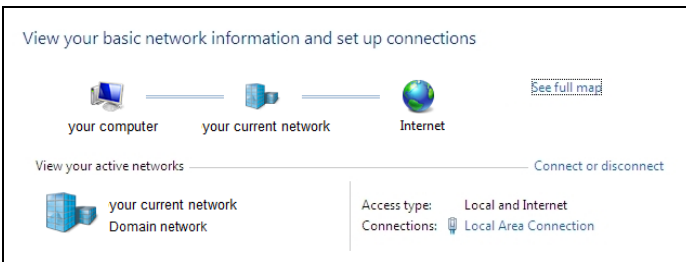 View your basic network information and set up connections
See full map
your computer your current network Internet
View your active networks Connect or disconnect
your current network Access type: Local and Internet
Domain network Connections: Local Area Connection